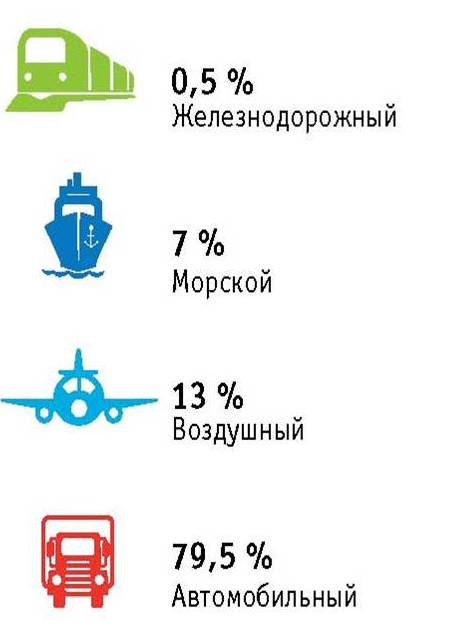 0,5 %
Железнодорожный
7 %
Морской
13 %
Воздушный
79,5 %
Автомобильный